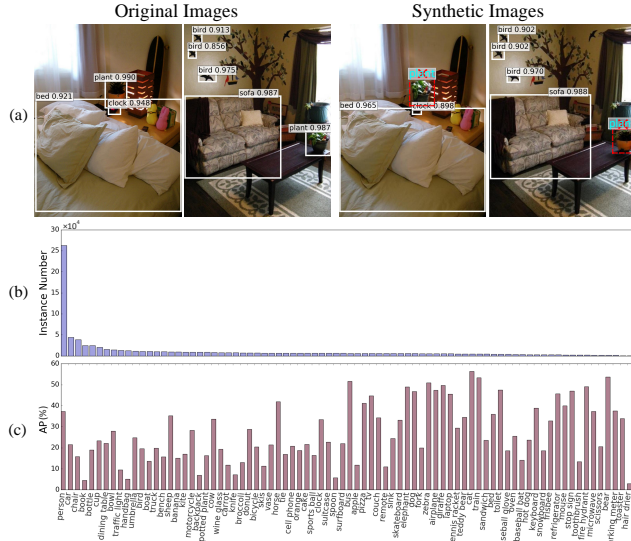 Original Images
Synthetic Images
(a)
bird 0.913
bird 0.856
plant 0.990
bird 0.975
bed 0.921
clock 0.948
sofa 0.987
plant 0.987
bird 0.902
bird 0.902
bird 0.970
bed 0.965
clock 0.898
sofa 0.988
(b)
×10⁴
Instance Number
30
25
20
15
10
5
0
(c)
AP(%)
60
50
40
30
20
10
0
person
car
chair
book
bottle
cup
dining table
bowl
traffic light
handbag
bird
boat
truck
bench
sheep
banana
kite
motorcycle
backpack
potted plant
cow
wine glass
carrot
knife
broccoli
donut
bicycle
skis
vase
horse
tie
cell phone
orange
cake
sports ball
clock
suitcase
spoon
surfboard
bus
apple
pizza
tv
couch
remote
sink
skateboard
elephant
dog
fork
zebra
airplane
giraffe
laptop
ennis racket
teddy bear
cat
train
sandwich
bed
toilet
seball glove
oven
baseball bat
hot dog
keyboard
snowboard
frisbee
refrigerator
mouse
stop sign
toothbrush
fire hydrant
microwave
scissors
bear
irking meter
toaster
hair drier